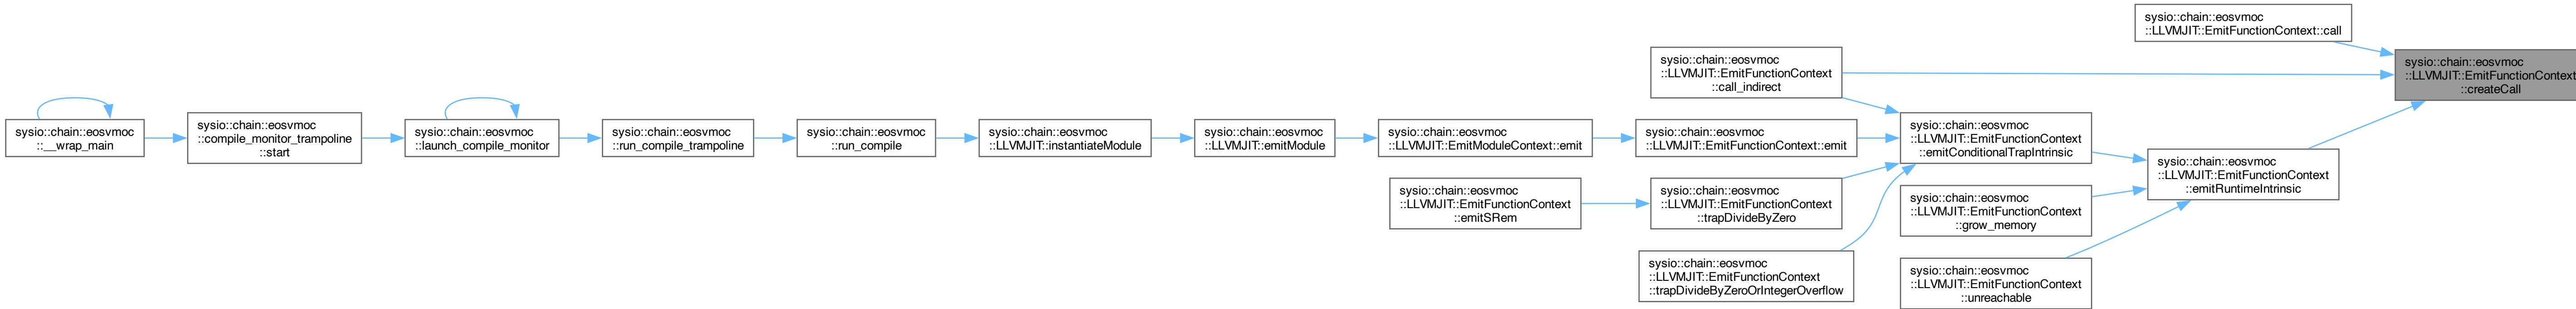 sysio::chain::eosvmoc
::__wrap_main
sysio::chain::eosvmoc
::compile_monitor_trampoline
::start
sysio::chain::eosvmoc
::launch_compile_monitor
sysio::chain::eosvmoc
::run_compile_trampoline
sysio::chain::eosvmoc
::run_compile
sysio::chain::eosvmoc
::LLVMJIT::instantiateModule
sysio::chain::eosvmoc
::LLVMJIT::emitModule
sysio::chain::eosvmoc
::LLVMJIT::EmitModuleContext::emit
sysio::chain::eosvmoc
::LLVMJIT::EmitFunctionContext
::emitSRem
sysio::chain::eosvmoc
::LLVMJIT::EmitFunctionContext
::call_indirect
sysio::chain::eosvmoc
::LLVMJIT::EmitFunctionContext::emit
sysio::chain::eosvmoc
::LLVMJIT::EmitFunctionContext
::trapDivideByZero
sysio::chain::eosvmoc
::LLVMJIT::EmitFunctionContext
::trapDivideByZeroOrIntegerOverflow
sysio::chain::eosvmoc
::LLVMJIT::EmitFunctionContext
::emitConditionalTrapIntrinsic
sysio::chain::eosvmoc
::LLVMJIT::EmitFunctionContext
::grow_memory
sysio::chain::eosvmoc
::LLVMJIT::EmitFunctionContext
::unreachable
sysio::chain::eosvmoc
::LLVMJIT::EmitFunctionContext::call
sysio::chain::eosvmoc
::LLVMJIT::EmitFunctionContext
::emitRuntimeIntrinsic
sysio::chain::eosvmoc
::LLVMJIT::EmitFunctionContext
::createCall